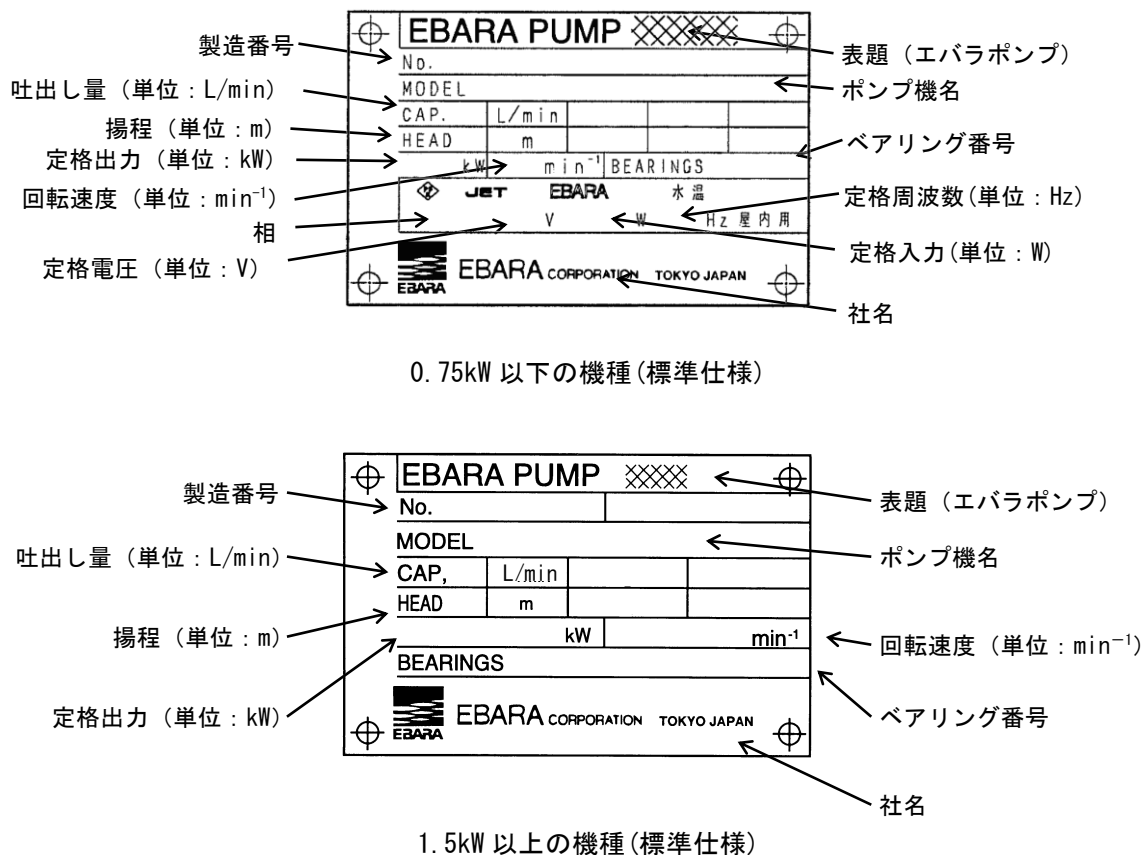 EBARA PUMP
製造番号
No.
表題（エバラポンプ）
吐出し量（単位：L/min）
MODEL
ポンプ機名
CAP. L/min
揚程（単位：m）
HEAD m
ベアリング番号
定格出力（単位：kW）
kW min⁻¹ BEARINGS
回転速度（単位：min⁻¹）
JET EBARA 水温
定格周波数(単位：Hz)
相
V W Hz 屋内用
定格電圧（単位：V）
定格入力(単位：W)
EBARA CORPORATION TOKYO JAPAN
EBARA
社名
0.75kW 以下の機種(標準仕様)
EBARA PUMP
製造番号
表題（エバラポンプ）
No.
MODEL
吐出し量（単位：L/min）
ポンプ機名
CAP, L/min
HEAD m
揚程（単位：m）
kW min⁻¹
回転速度（単位：min⁻¹）
BEARINGS
定格出力（単位：kW）
EBARA CORPORATION TOKYO JAPAN
ベアリング番号
EBARA
社名
1.5kW 以上の機種(標準仕様)